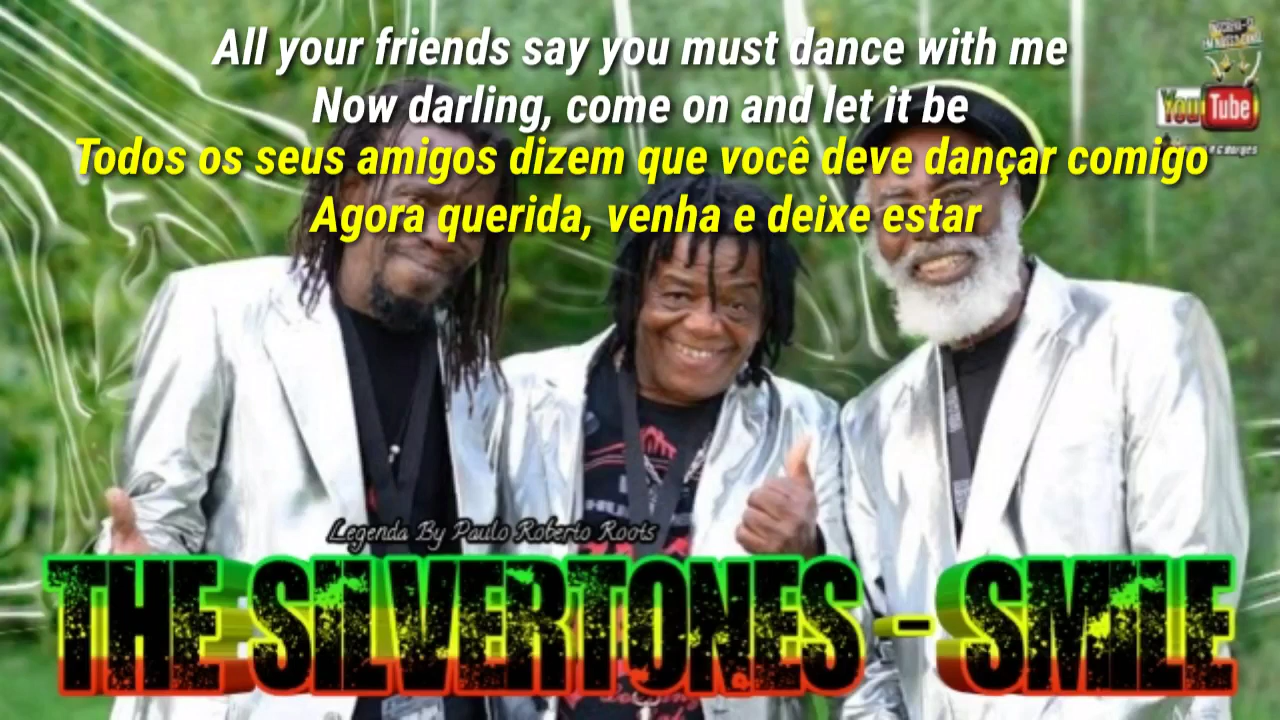 All your friends say you must dance with me
Now darling, come on and let it be
Todos os seus amigos dizem que você deve dançar comigo
Agora querida, venha e deixe estar
You Tube
Legenda By Paulo Roberto Roots
THE SILVERTONES - SMILE